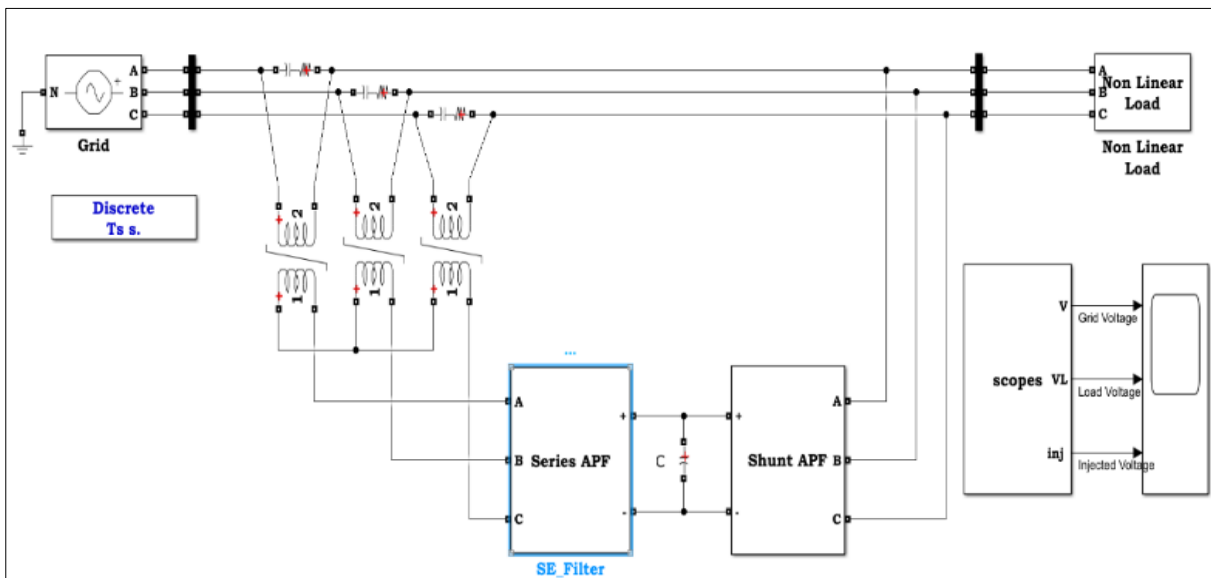 A
N
B
C
Grid
A
Non Linear
B
Load
C
Non Linear
Load
Discrete
Ts s.
2
2
2
1
1
1
...
A
+
B
Series APF
C
-
SE_Filter
C
+
A
Shunt APF
B
-
C
scopes
V
Grid Voltage
VL
Load Voltage
inj
Injected Voltage